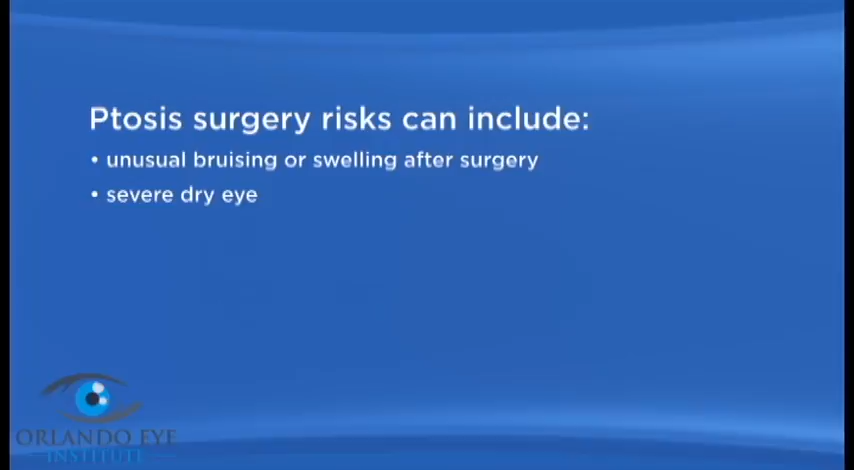 Ptosis surgery risks can include:
• unusual bruising or swelling after surgery
• severe dry eye
ORLANDO EYE
INSTITUTE